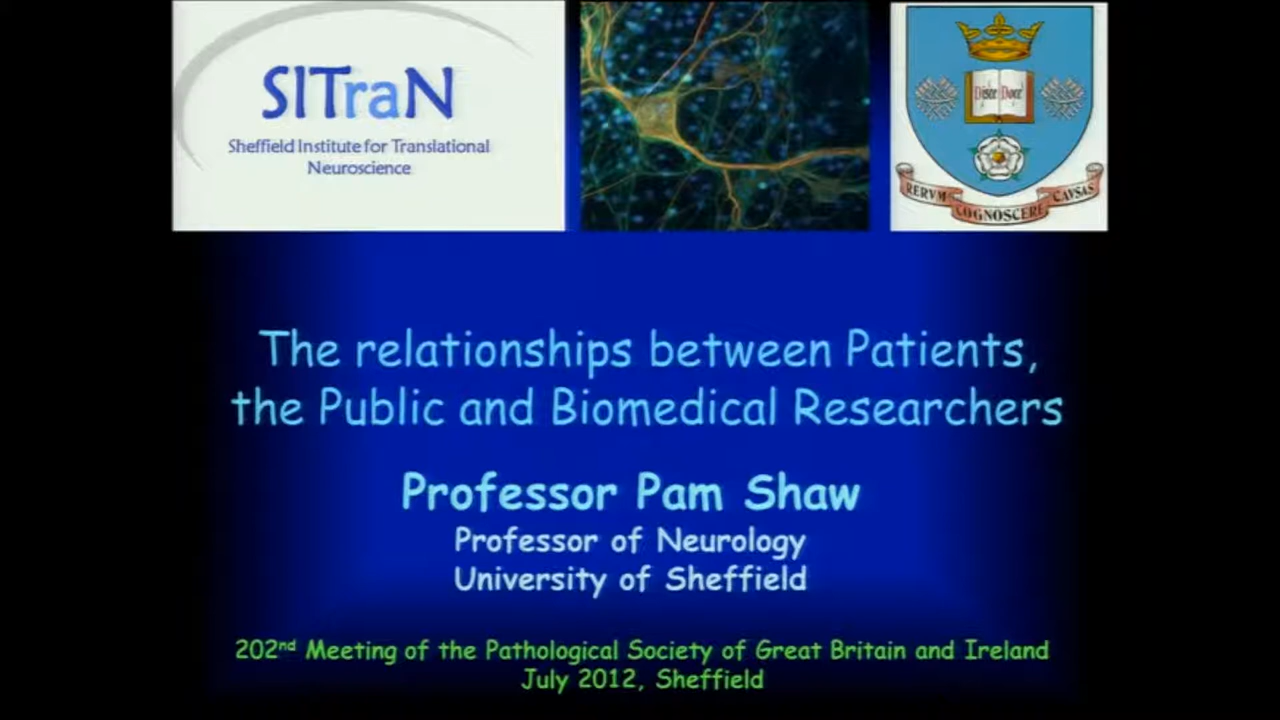 SITraN
Sheffield Institute for Translational
Neuroscience
Disce Doce
RERVM
COGNOSCERE
CAVSAS
The relationships between Patients,
the Public and Biomedical Researchers
Professor Pam Shaw
Professor of Neurology
University of Sheffield
202nd Meeting of the Pathological Society of Great Britain and Ireland
July 2012, Sheffield